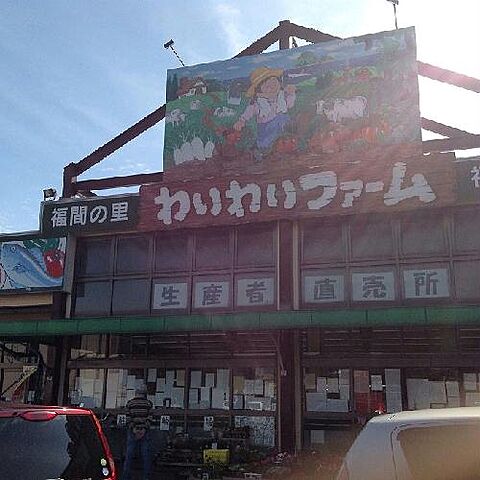 福間の里
わいわいファーム
生産者直売所